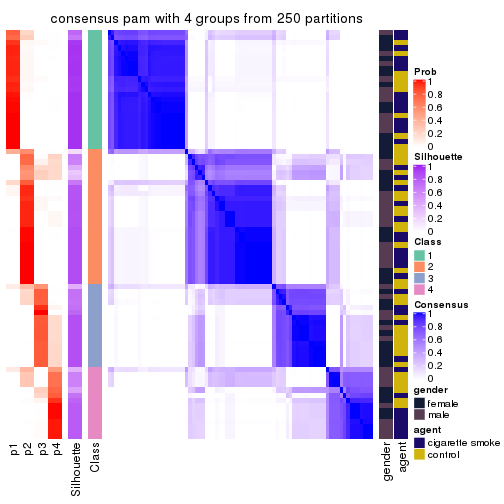 consensus pam with 4 groups from 250 partitions
Prob
1
0.8
0.6
0.4
0.2
0
Silhouette
1
0.8
0.6
0.4
0.2
0
Class
1
2
3
4
Consensus
1
0.8
0.6
0.4
0.2
0
gender
female
male
agent
cigarette smoke
control
p1
p2
p3
p4
Silhouette
Class
gender
agent